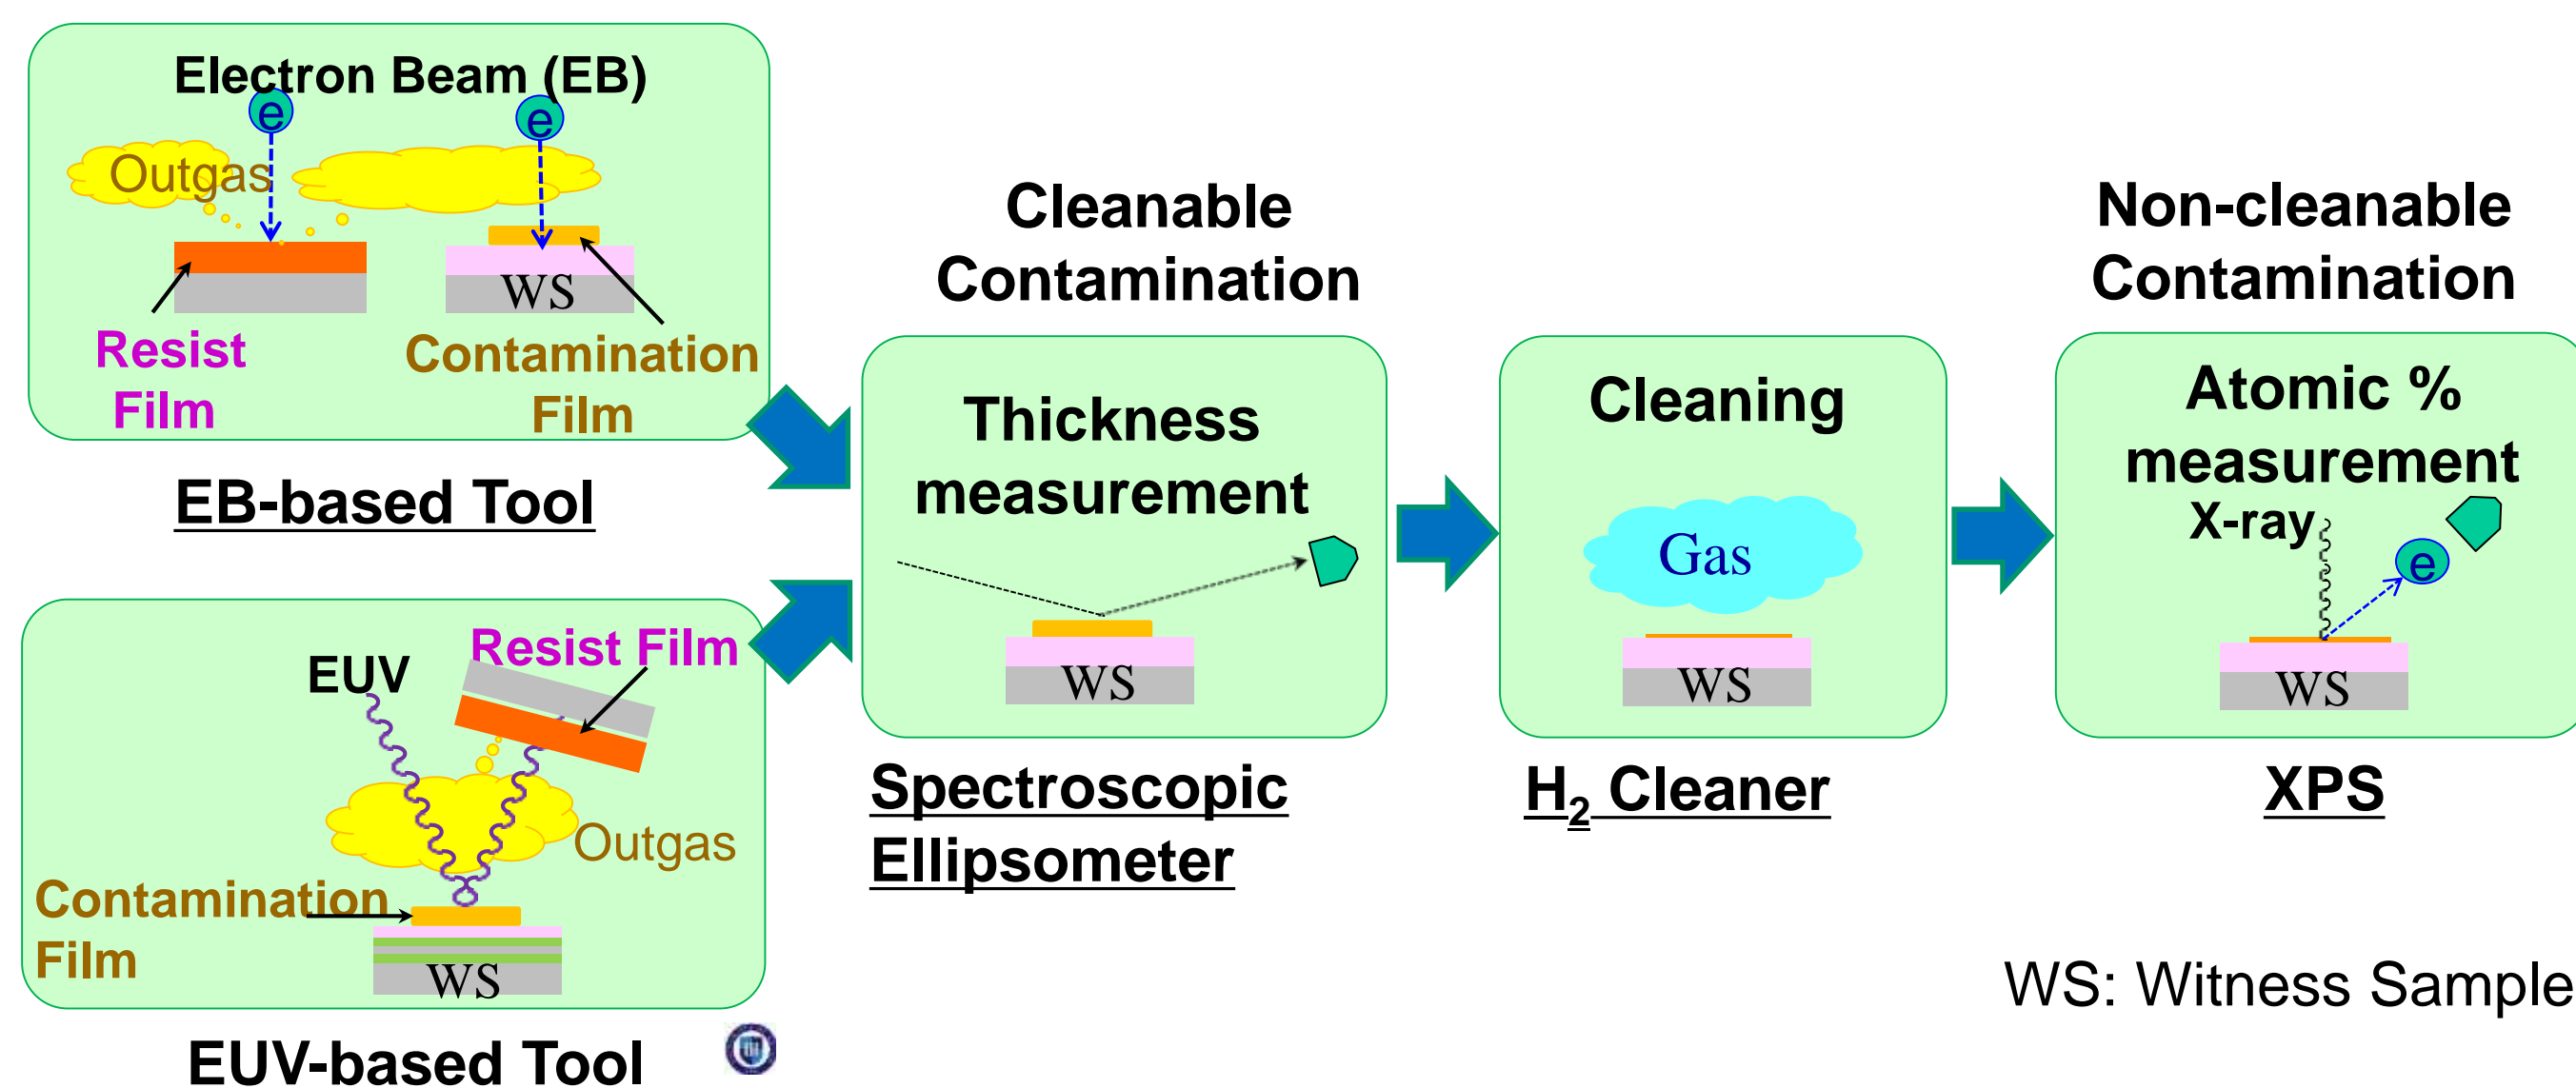 Electron Beam (EB)
e
e
Outgas
WS
Resist
Film
Contamination
Film
EB-based Tool
EUV
Resist Film
Outgas
Contamination
Film
WS
EUV-based Tool
Cleanable
Contamination
Thickness
measurement
WS
Spectroscopic
Ellipsometer
Cleaning
Gas
WS
H₂ Cleaner
Non-cleanable
Contamination
Atomic %
measurement
X-ray
e
WS
XPS
WS: Witness Sample